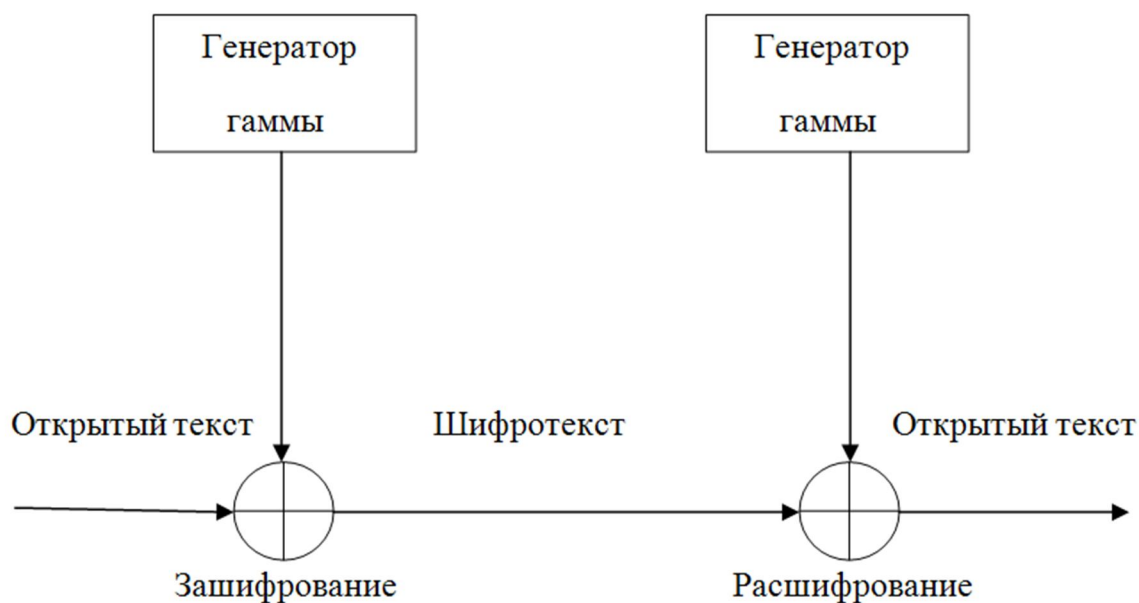 Генератор
гаммы
Генератор
гаммы
Открытый текст
Шифротекст
Открытый текст
Зашифрование
Расшифрование